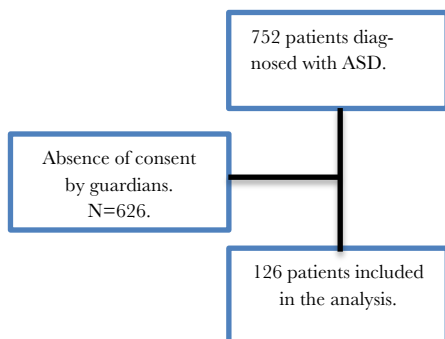 752 patients diag-
nosed with ASD.
Absence of consent
by guardians.
N=626.
126 patients included
in the analysis.